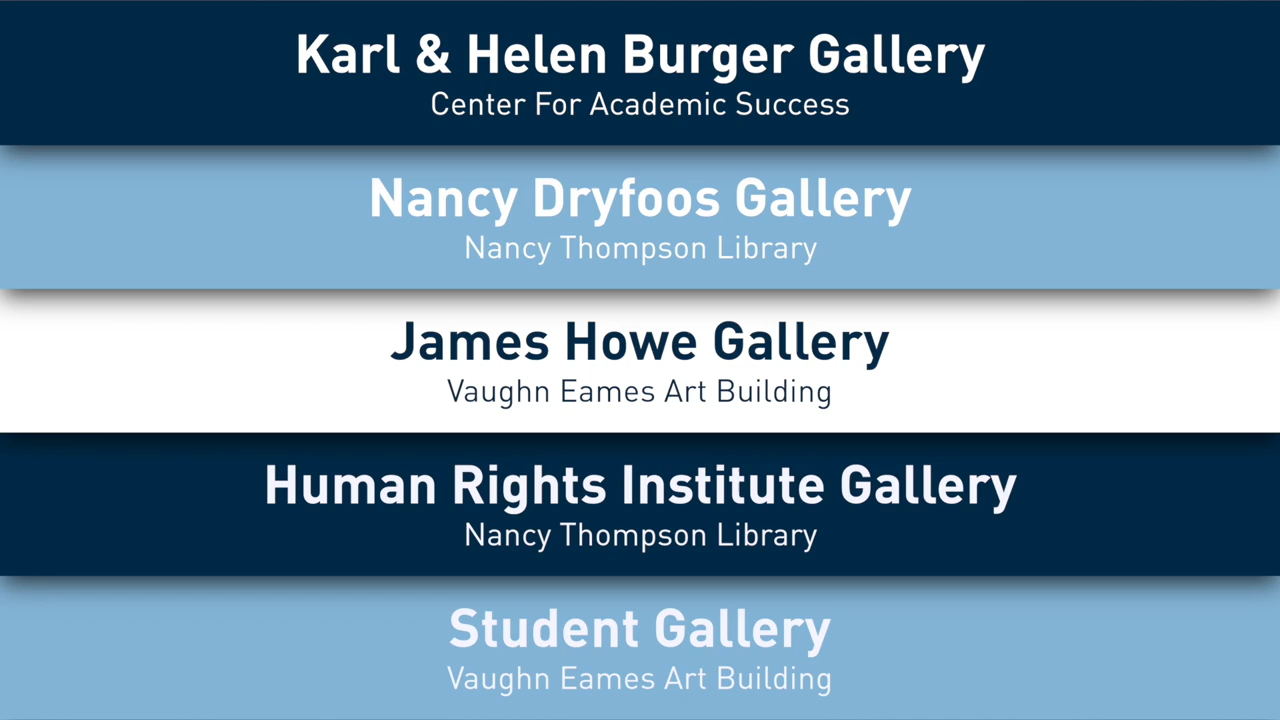 Karl & Helen Burger Gallery
Center For Academic Success
Nancy Dryfoos Gallery
Nancy Thompson Library
James Howe Gallery
Vaughn Eames Art Building
Human Rights Institute Gallery
Nancy Thompson Library
Student Gallery
Vaughn Eames Art Building